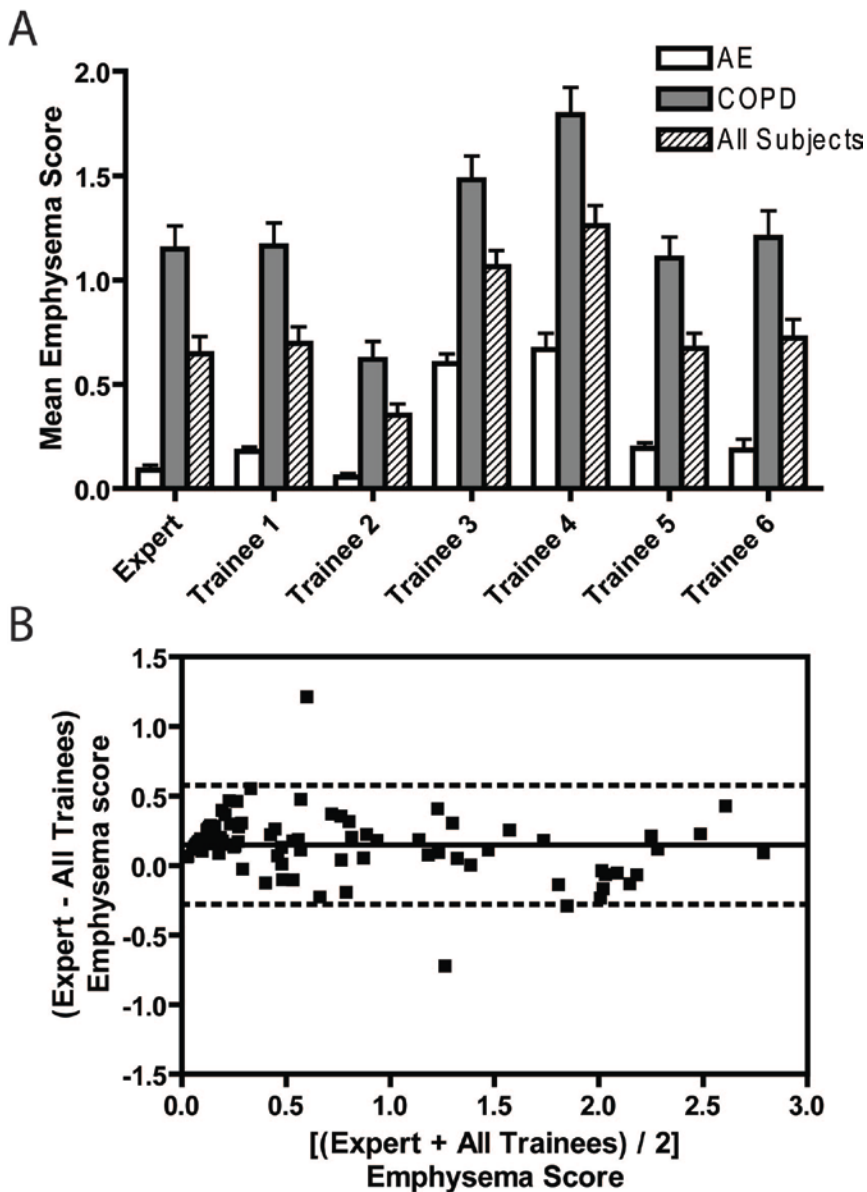 A
AE
COPD
All Subjects
2.0
1.5
1.0
0.5
0.0
Mean Emphysema Score
Expert
Trainee 1
Trainee 2
Trainee 3
Trainee 4
Trainee 5
Trainee 6
B
1.5
1.0
0.5
0.0
-0.5
-1.0
-1.5
(Expert - All Trainees)
Emphysema score
0.0 0.5 1.0 1.5 2.0 2.5 3.0
[(Expert + All Trainees) / 2]
Emphysema Score